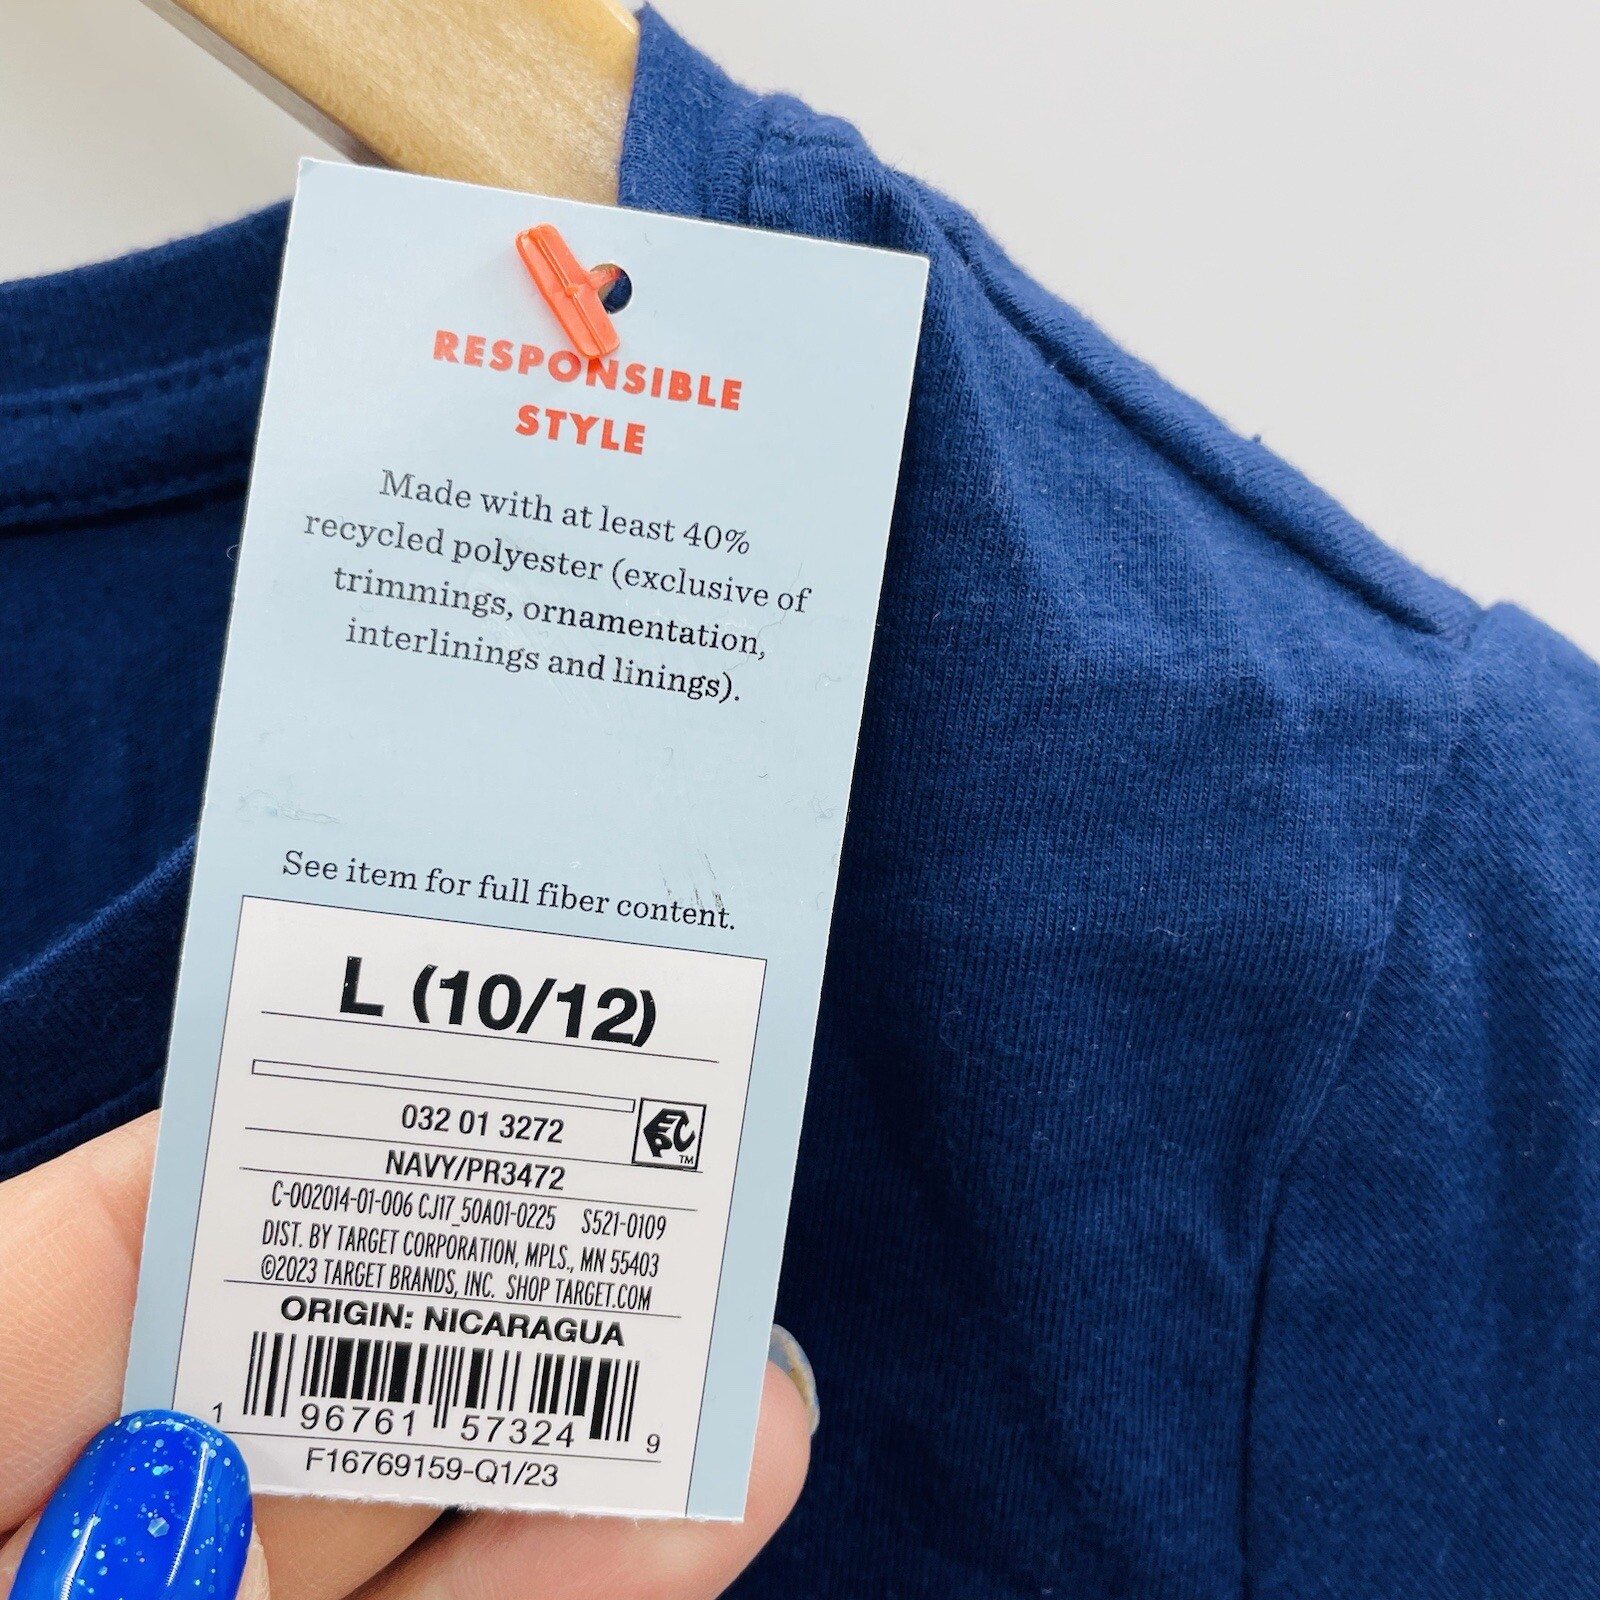 RESPONSIBLE
STYLE
Made with at least 40%
recycled polyester (exclusive of
trimmings, ornamentation,
interlinings and linings).
See item for full fiber content.
L (10/12)
032 01 3272
EPC TM
NAVY/PR3472
C-002014-01-006 CJ17_50A01-0225 S521-0109
DIST. BY TARGET CORPORATION, MPLS., MN 55403
©2023 TARGET BRANDS, INC. SHOP TARGET.COM
ORIGIN: NICARAGUA
1 96761 57324 9
F16769159-Q1/23